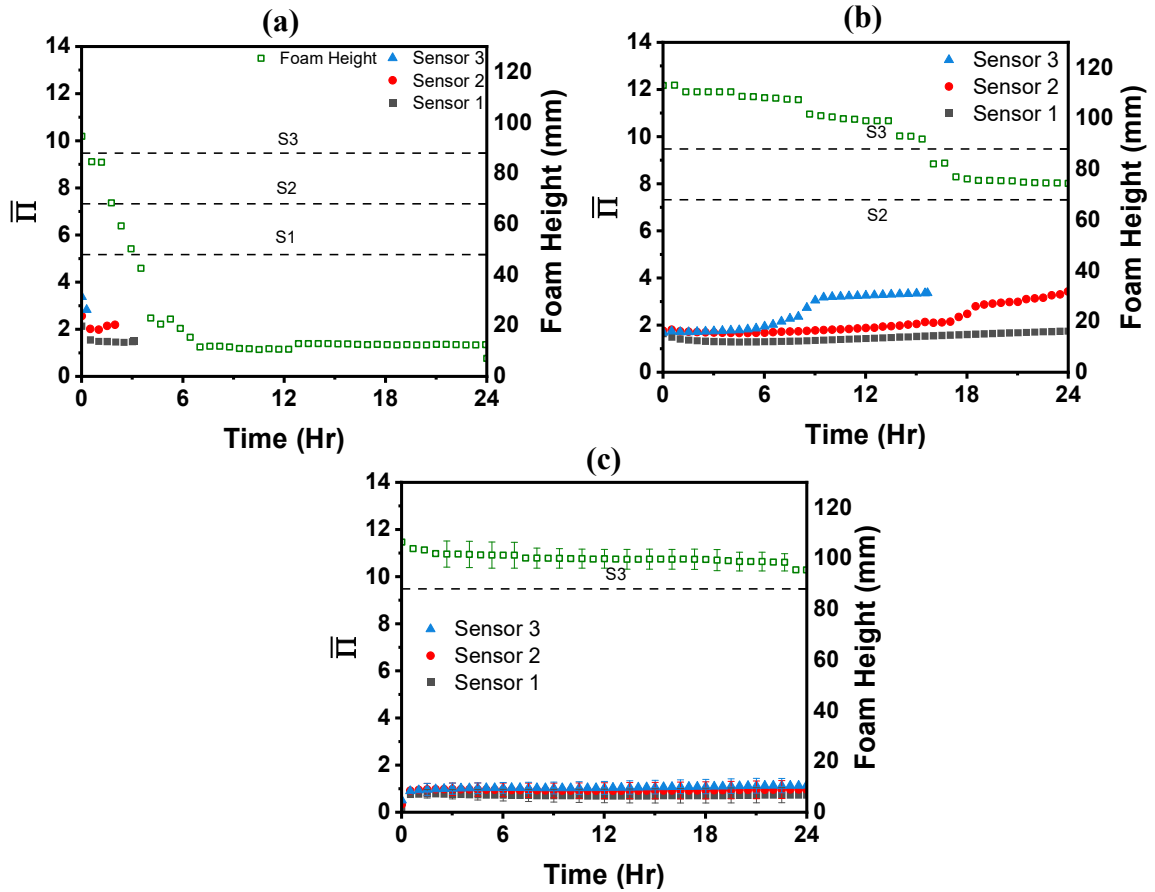 (a)
14
12
10
8
6
4
2
0
Π̅
Foam Height
Sensor 3
Sensor 2
Sensor 1
S3
S2
S1
120
100
80
60
40
20
0
Foam Height (mm)
0 6 12 18 24
Time (Hr)
(b)
14
12
10
8
6
4
2
0
Π̅
Sensor 3
Sensor 2
Sensor 1
S3
S2
120
100
80
60
40
20
0
Foam Height (mm)
0 6 12 18 24
Time (Hr)
(c)
14
12
10
8
6
4
2
0
Π̅
S3
Sensor 3
Sensor 2
Sensor 1
120
100
80
60
40
20
0
Foam Height (mm)
0 6 12 18 24
Time (Hr)